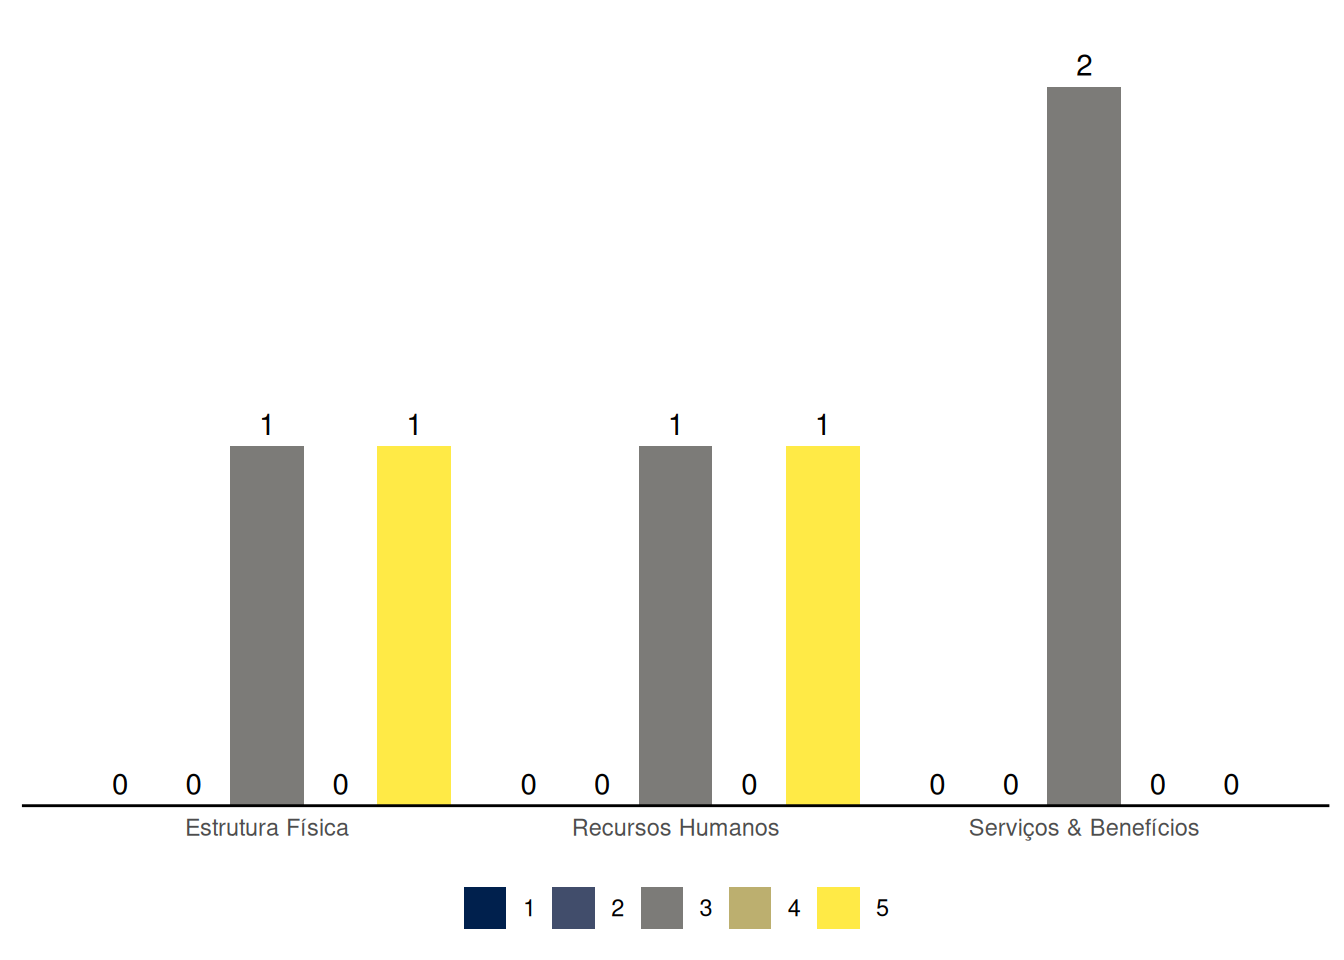 2
1 1 1 1
0 0 0 0 0 0 0 0 0 0
Estrutura Física Recursos Humanos Serviços & Benefícios
1 2 3 4 5